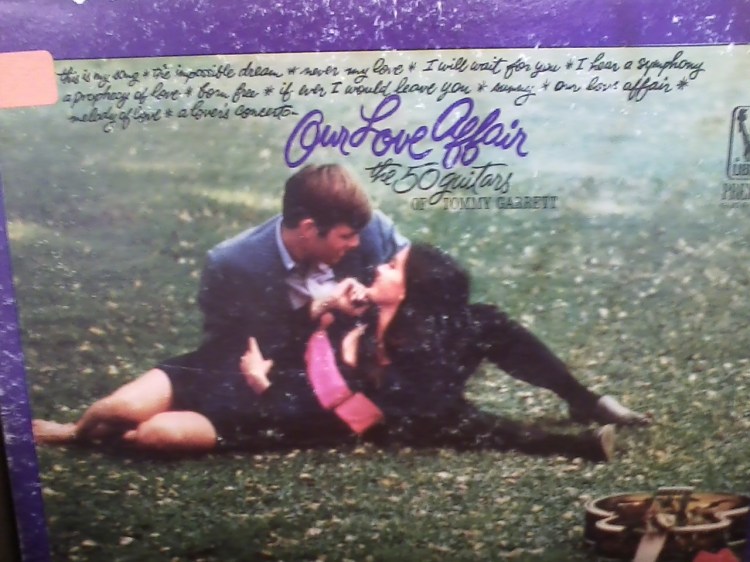 this is my song * the impossible dream * never my love * I will wait for you * I hear a symphony
a prophecy of love * born free * if ever I would leave you * sunny * our love affair *
melody of love * a lover's concerto
Our Love Affair
the 50 guitars
OF TOMMY GARRETT